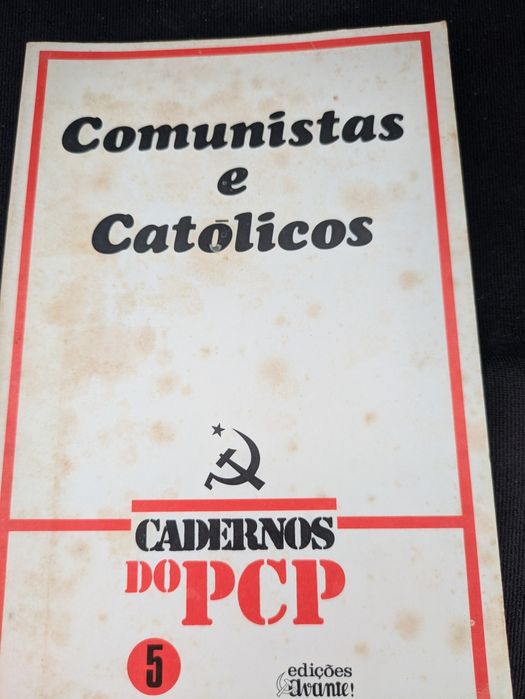 Comunistas
e
Católicos
CADERNOS
DO PCP
5
edições
Avante!